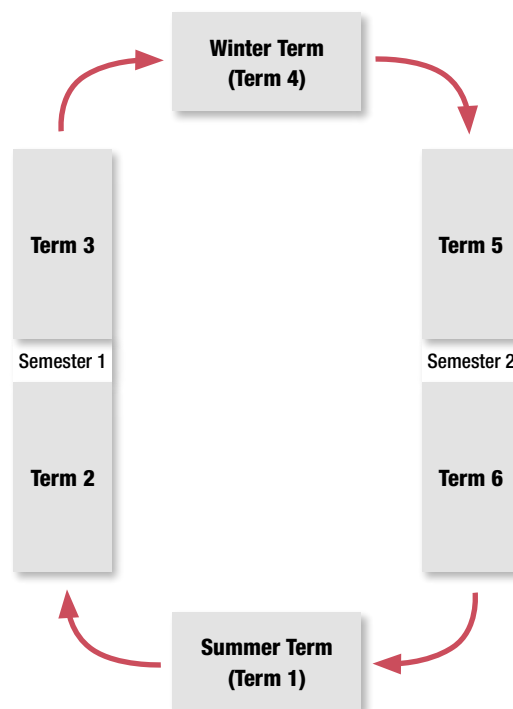 Winter Term
(Term 4)
Term 3
Term 5
Semester 1
Semester 2
Term 2
Term 6
Summer Term
(Term 1)